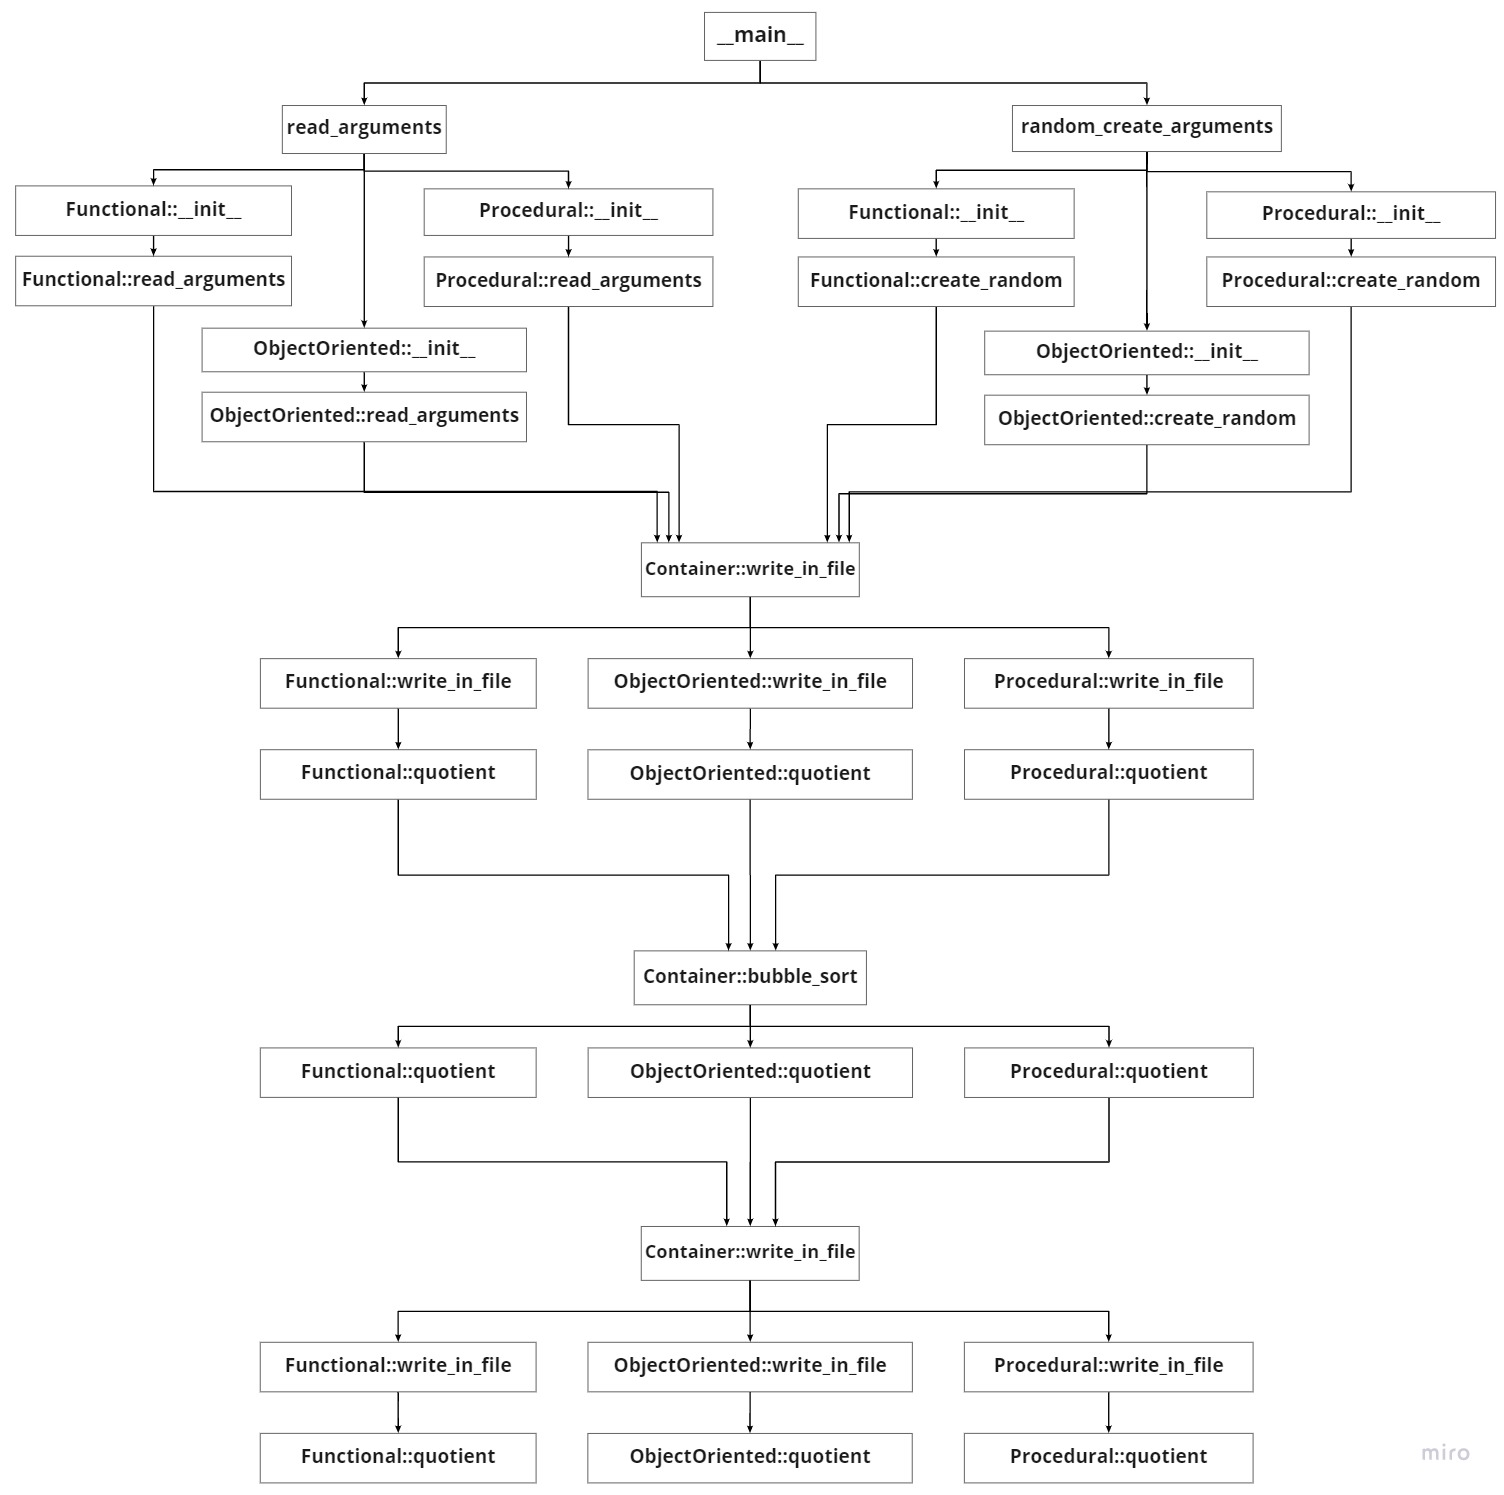 __main__
read_arguments
random_create_arguments
Functional::__init__
Procedural::__init__
Functional::__init__
Procedural::__init__
Functional::read_arguments
Procedural::read_arguments
Functional::create_random
Procedural::create_random
ObjectOriented::__init__
ObjectOriented::__init__
ObjectOriented::read_arguments
ObjectOriented::create_random
Container::write_in_file
Functional::write_in_file
ObjectOriented::write_in_file
Procedural::write_in_file
Functional::quotient
ObjectOriented::quotient
Procedural::quotient
Container::bubble_sort
Functional::quotient
ObjectOriented::quotient
Procedural::quotient
Container::write_in_file
Functional::write_in_file
ObjectOriented::write_in_file
Procedural::write_in_file
Functional::quotient
ObjectOriented::quotient
Procedural::quotient
miro